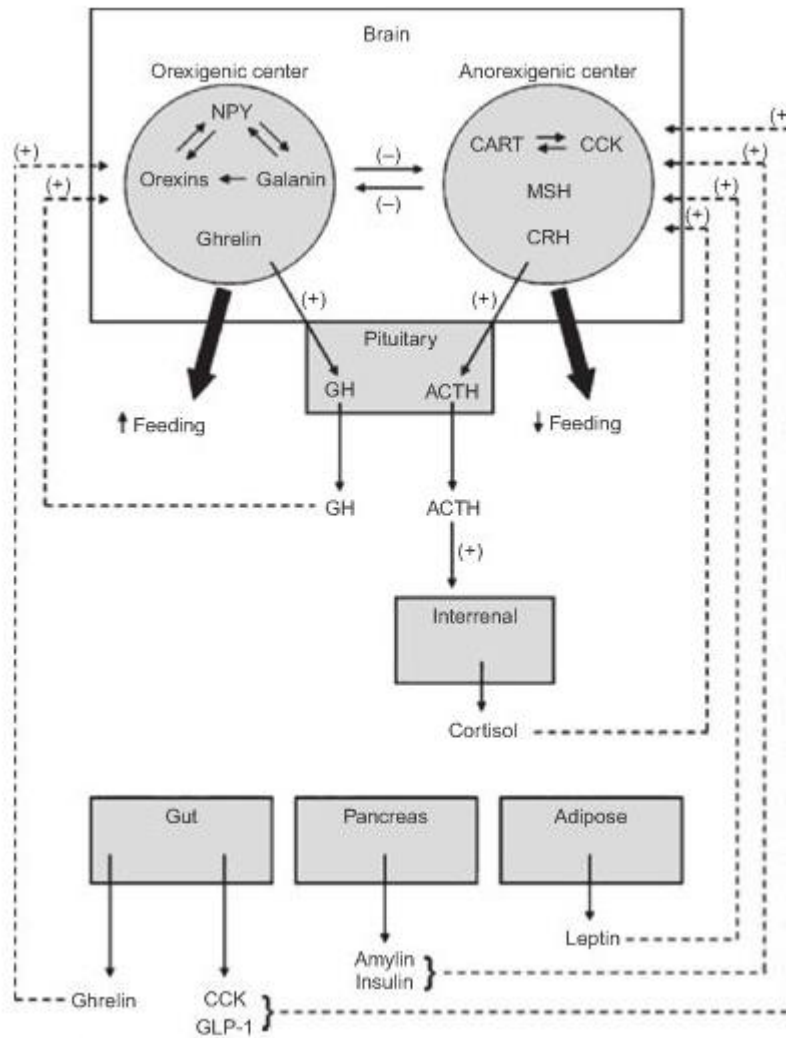 Brain
Orexigenic center
Anorexigenic center
NPY
Orexins
Galanin
Ghrelin
CART
CCK
MSH
CRH
(–)
(–)
(+)
(+)
(+
(+)
(+)
(+)
(+)
(+)
Pituitary
GH
ACTH
Feeding
Feeding
GH
ACTH
(+)
Interrenal
Cortisol
Gut
Pancreas
Adipose
Leptin
Amylin
Insulin
Ghrelin
CCK
GLP-1